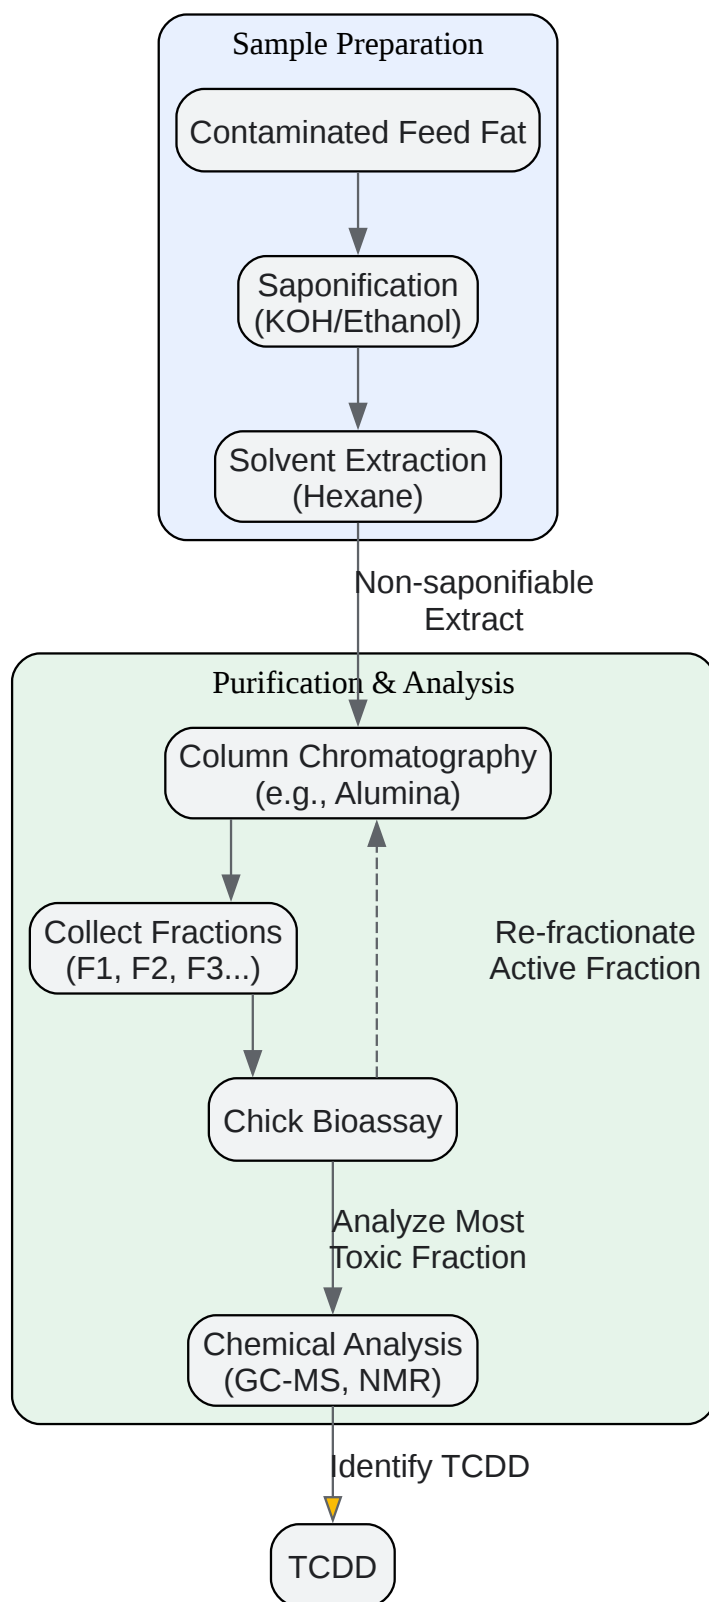 Sample Preparation
Contaminated Feed Fat
Saponification
(KOH/Ethanol)
Solvent Extraction
(Hexane)
Non-saponifiable
Extract
Purification & Analysis
Column Chromatography
(e.g., Alumina)
Collect Fractions
(F1, F2, F3...)
Re-fractionate
Active Fraction
Chick Bioassay
Analyze Most
Toxic Fraction
Chemical Analysis
(GC-MS, NMR)
Identify TCDD
TCDD